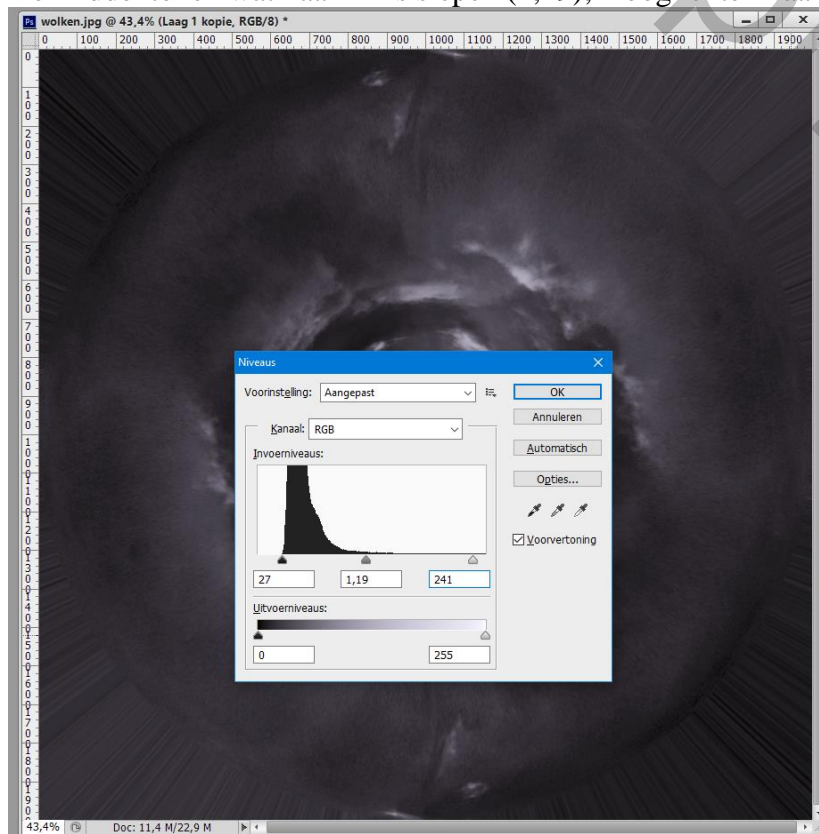 wolken.jpg @ 43,4% (Laag 1 kopie, RGB/8) *
0 100 200 300 400 500 600 700 800 900 1000 1100 1200 1300 1400 1500 1600 1700 1800 1900
Niveaus
Voorinstelling: Aangepast
OK
Annuleren
Kanaal: RGB
Automatisch
Invoerniveaus:
Opties...
Voorvertoning
27 1,19 241
Uitvoerniveaus:
0 255
43,4% Doc: 11,4 M/22,9 M